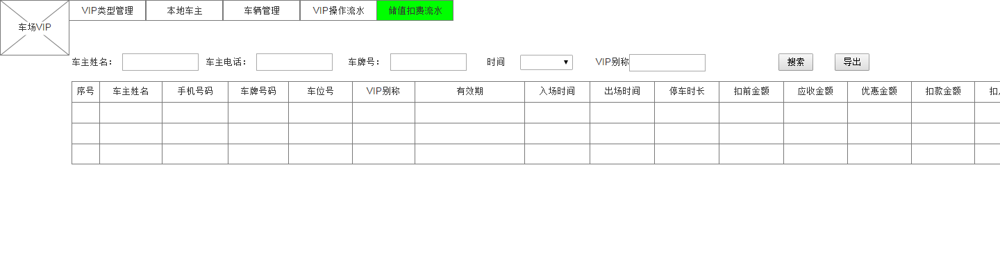 车场VIP VIP类型管理 本地车主 车辆管理 VIP操作流水 储值扣费流水
车主姓名： 车主电话： 车牌号： 时间 VIP别称 搜索 导出
序号 车主姓名 手机号码 车牌号码 车位号 VIP别称 有效期 入场时间 出场时间 停车时长 扣前金额 应收金额 优惠金额 扣款金额 扣